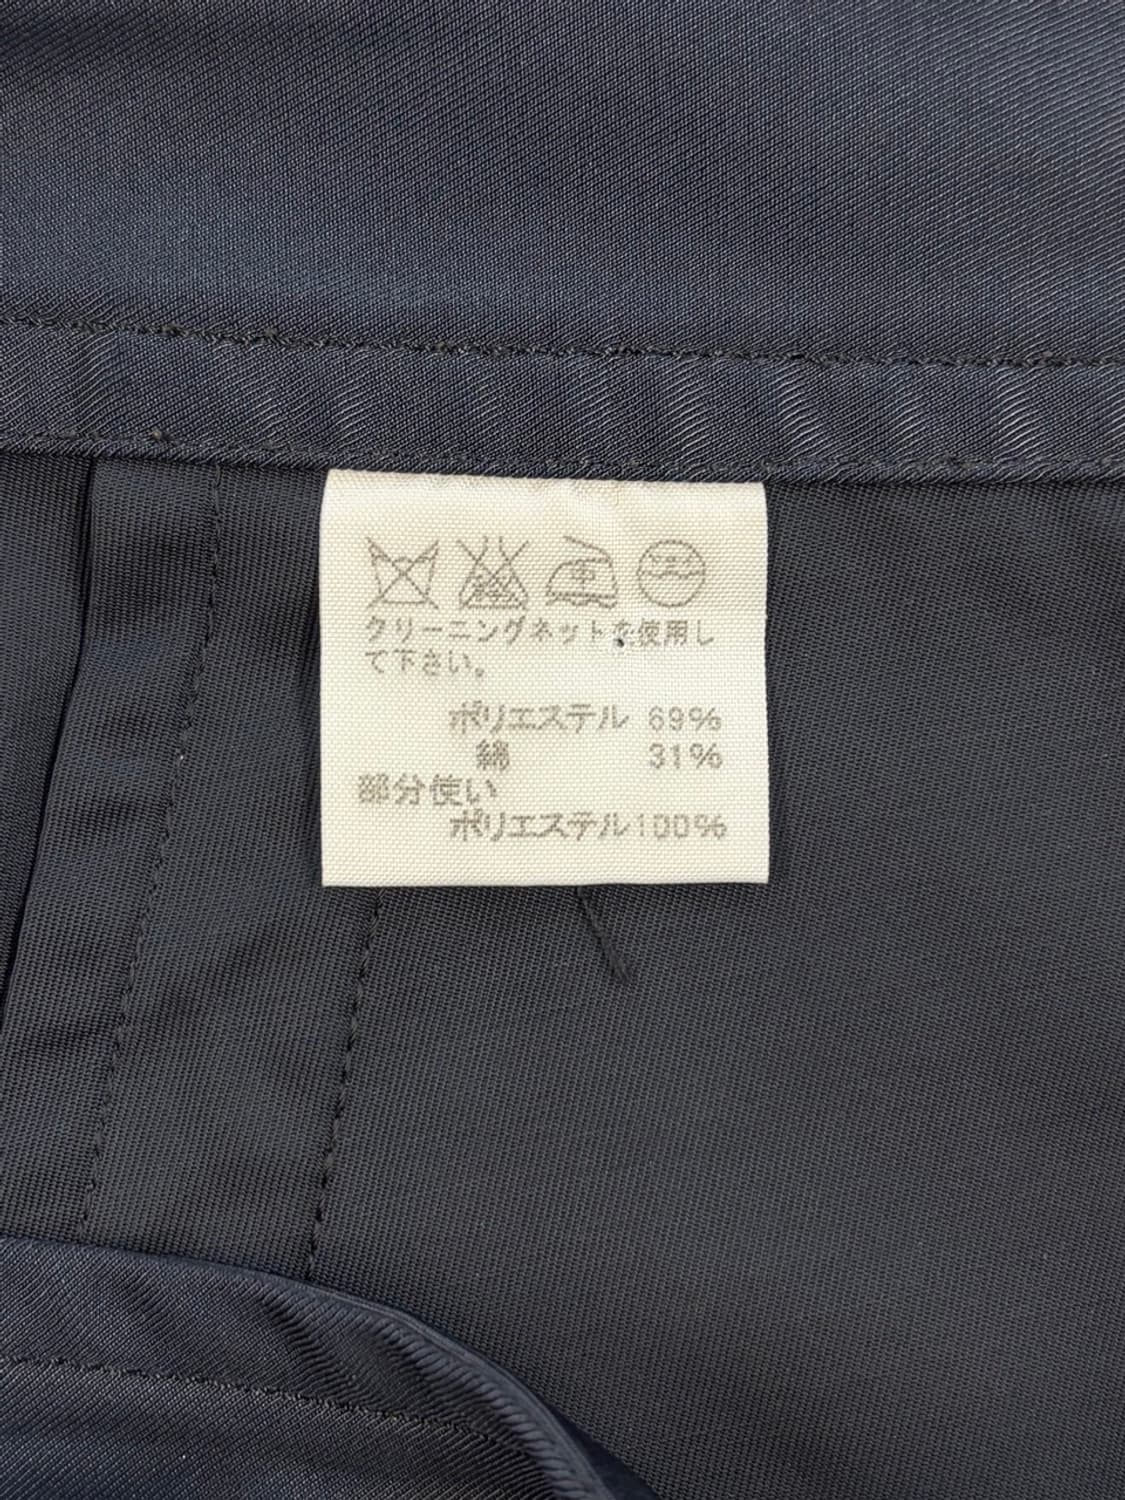 クリーニングネットを使用し
て下さい。
ポリエステル 69%
綿 31%
部分使い
ポリエステル100%